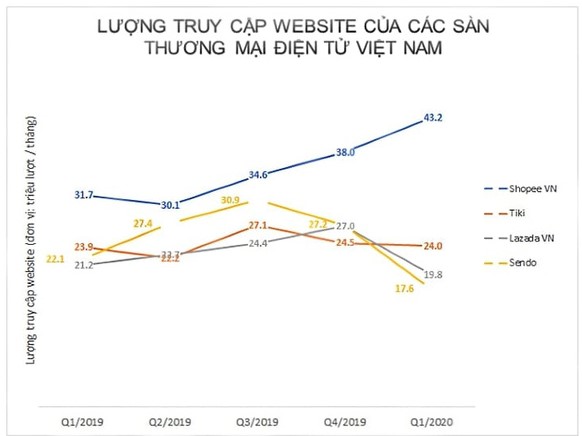 LƯỢNG TRUY CẬP WEBSITE CỦA CÁC SÀN
THƯƠNG MẠI ĐIỆN TỬ VIỆT NAM
Lượng truy cập website (đơn vị: triệu lượt / tháng)
43.2
38.0
34.6
31.7
30.1
30.9
27.4
27.1
27.2
27.0
23.9
22.1
21.2
23.7
22.2
24.4
24.5
24.0
19.8
17.6
Shopee VN
Tiki
Lazada VN
Sendo
Q1/2019 Q2/2019 Q3/2019 Q4/2019 Q1/2020